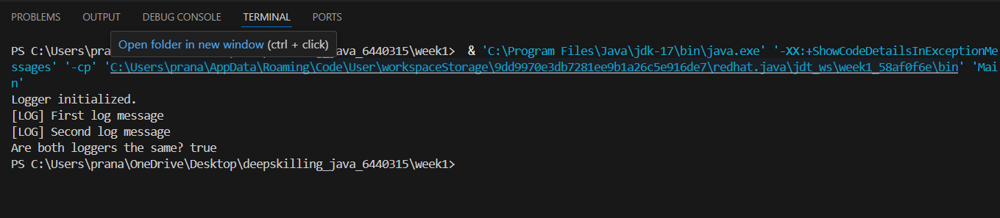 PROBLEMS OUTPUT DEBUG CONSOLE TERMINAL PORTS
Open folder in new window (ctrl + click)
PS C:\Users\prana _java_6440315\week1> & 'C:\Program Files\Java\jdk-17\bin\java.exe' '-XX:+ShowCodeDetailsInExceptionMe
ssages' '-cp' 'C:\Users\prana\AppData\Roaming\Code\User\workspaceStorage\9dd9970e3db7281ee9b1a26c5e916de7\redhat.java\jdt_ws\week1_58af0f6e\bin' 'Mai
n'
Logger initialized.
[LOG] First log message
[LOG] Second log message
Are both loggers the same? true
PS C:\Users\prana\OneDrive\Desktop\deepskilling_java_6440315\week1>